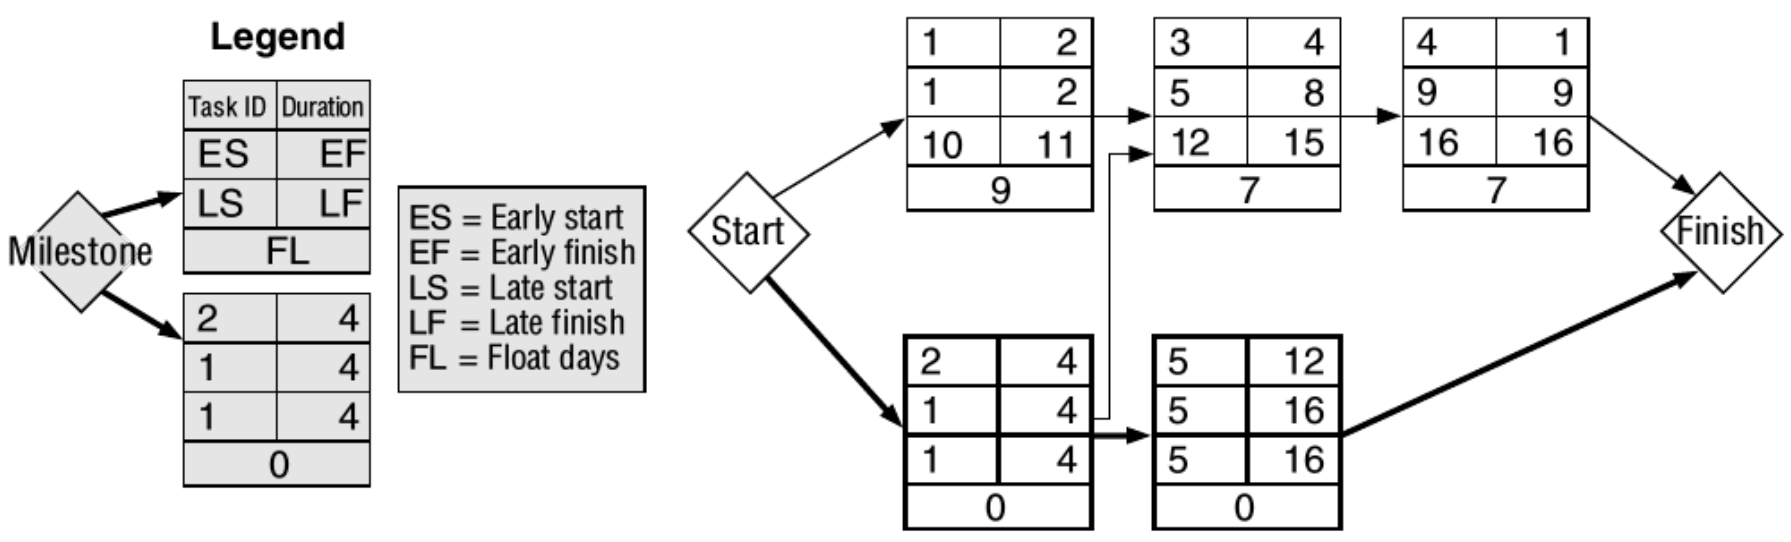 Legend
Task ID Duration
ES EF
LS LF
FL
Milestone
2 4
1 4
1 4
0
ES = Early start
EF = Early finish
LS = Late start
LF = Late finish
FL = Float days
Start
1 2
1 2
10 11
9
3 4
5 8
12 15
7
4 1
9 9
16 16
7
2 4
1 4
1 4
0
5 12
5 16
5 16
0
Finish